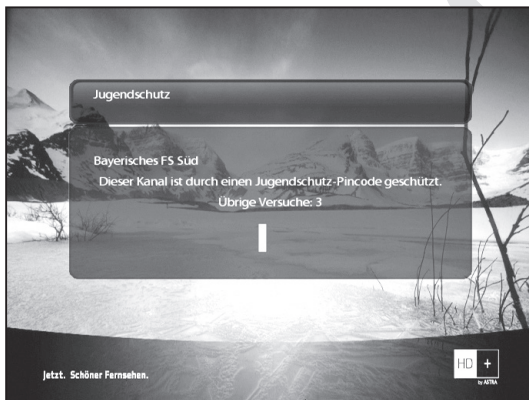 Jugendschutz
Bayerisches FS Süd
Dieser Kanal ist durch einen Jugendschutz-Pincode geschützt.
Übrige Versuche: 3
Jetzt. Schöner Fernsehen.
HD +
by ASTRA